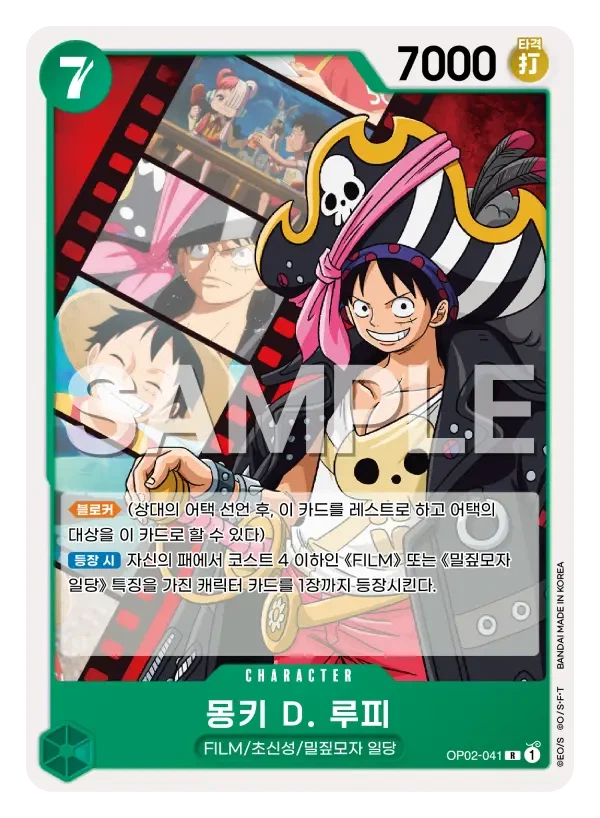 7
7000
타격
打
SAMPLE
블로커 (상대의 어택 선언 후, 이 카드를 레스트로 하고 어택의
대상을 이 카드로 할 수 있다)
등장 시 자신의 패에서 코스트 4 이하인 《FILM》 또는 《밀짚모자
일당》 특징을 가진 캐릭터 카드를 1장까지 등장시킨다.
CHARACTER
몽키 D. 루피
FILM/초신성/밀짚모자 일당
OP02-041 R 1
©EO/S ©O/S·F·T BANDAI MADE IN KOREA